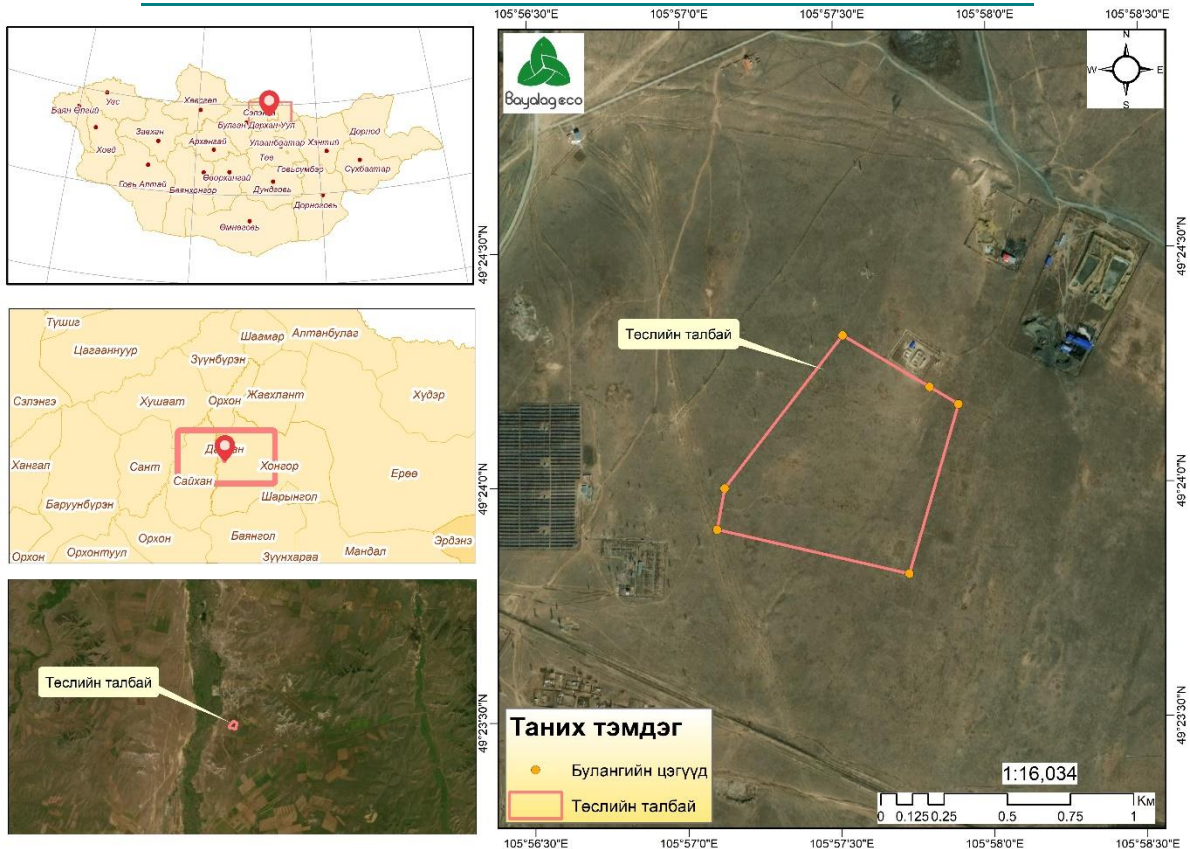 Увс
Баян Өлгий
Ховд
Завхан
Говь Алтай
Хөвсгөл
Архангай
Баянхонгор
Өвөрхангай
Өмнөговь
Булган
Дархан-Уул
Улаанбаатар
Төв
Говьсүмбэр
Дундговь
Дорноговь
Хэнтий
Дорнод
Сүхбаатар
Түшиг
Цагааннуур
Зүүнбүрэн
Шаамар
Алтанбулаг
Сэлэнгэ
Хушаат
Орхон
Жавхлант
Хүдэр
Хангал
Сант
Сайхан
Хонгор
Ерөө
Баруунбүрэн
Шарынгол
Орхон
Орхонтуул
Орхон
Баянгол
Зүүнхараа
Мандал
Эрдэнэ
Төслийн талбай
105°56'30"E
105°57'0"E
105°57'30"E
105°58'0"E
105°58'30"E
Bayalag eco
N
W
E
S
49°24'30"N
49°24'30"N
Төслийн талбай
49°24'0"N
49°24'0"N
49°23'30"N
49°23'30"N
Таних тэмдэг
Булангийн цэгүүд
Төслийн талбай
1:16,034
Км
0 0.125 0.25 0.5 0.75 1
105°56'30"E
105°57'0"E
105°57'30"E
105°58'0"E
105°58'30"E